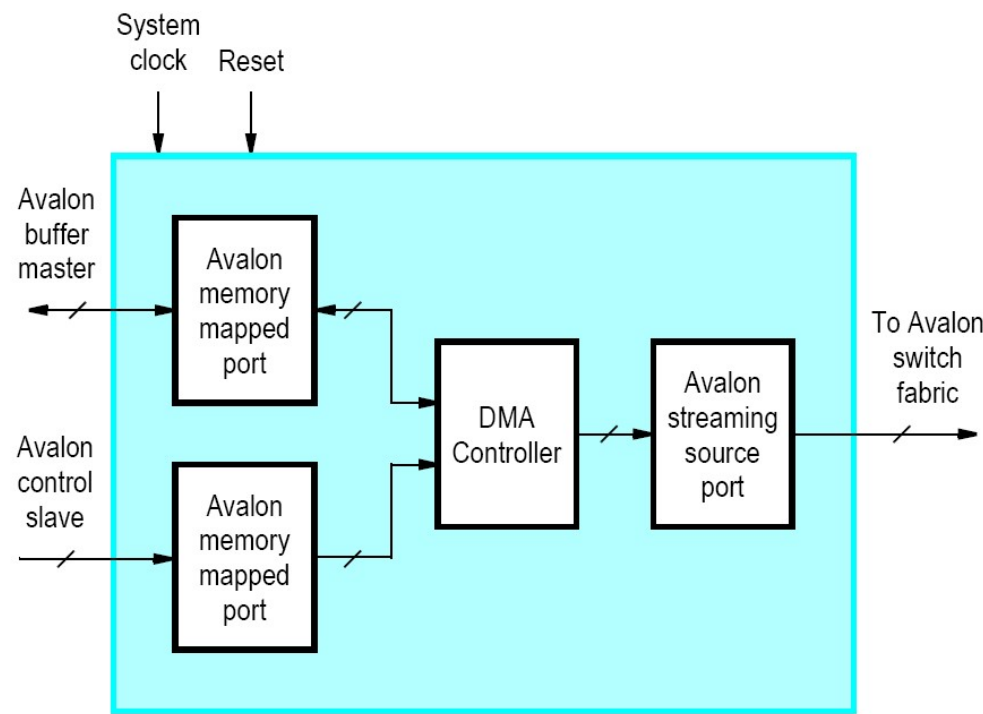 System
clock
Reset
Avalon
buffer
master
Avalon
memory
mapped
port
To Avalon
switch
fabric
DMA
Controller
Avalon
streaming
source
port
Avalon
control
slave
Avalon
memory
mapped
port